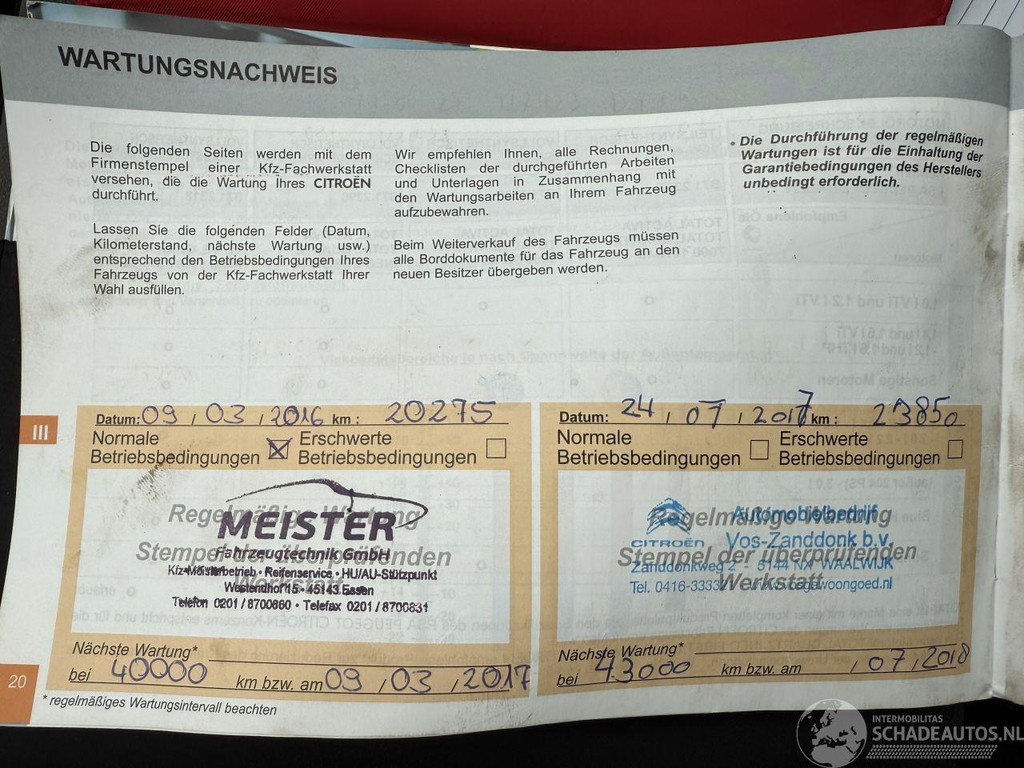 WARTUNGSNACHWEIS
Die folgenden Seiten werden mit dem
Firmenstempel einer Kfz-Fachwerkstatt
versehen, die die Wartung Ihres CITROËN
durchführt.
Lassen Sie die folgenden Felder (Datum,
Kilometerstand, nächste Wartung usw.)
entsprechend den Betriebsbedingungen Ihres
Fahrzeugs von der Kfz-Fachwerkstatt Ihrer
Wahl ausfüllen.
Wir empfehlen Ihnen, alle Rechnungen,
Checklisten der durchgeführten Arbeiten
und Unterlagen in Zusammenhang mit
den Wartungsarbeiten an Ihrem Fahrzeug
aufzubewahren.
Beim Weiterverkauf des Fahrzeugs müssen
alle Borddokumente für das Fahrzeug an den
neuen Besitzer übergeben werden.
• Die Durchführung der regelmäßigen
Wartungen ist für die Einhaltung der
Garantiebedingungen des Herstellers
unbedingt erforderlich.
III
Datum: 09 / 03 / 2016 km : 20275
Normale
Betriebsbedingungen
Erschwerte
Betriebsbedingungen
Regelmäßige Wartung
MEISTER
Fahrzeugtechnik GmbH
Stempel der überprüfenden
Werkstatt
Kfz-Meisterbetrieb • Reifenservice • HU/AU-Stützpunkt
Westendhof 15 • 45143 Essen
Telefon 0201 / 8700860 • Telefax 0201 / 8700831
Nächste Wartung*
bei 40000 km bzw. am 09 / 03 / 2017
Datum: 24 / 07 / 2017 km : 23850
Normale
Betriebsbedingungen
Erschwerte
Betriebsbedingungen
Regelmäßige Wartung
Automobielbedrijf
CITROËN Vos-Zanddonk b.v.
Stempel der überprüfenden
Werkstatt
Zanddonkweg 2 5144 NX WAALWIJK
Tel. 0416-33332
Nächste Wartung*
bei 43000 km bzw. am / 07 / 2018
20
* regelmäßiges Wartungsintervall beachten
INTERMOBILITAS
SCHADEAUTOS.NL